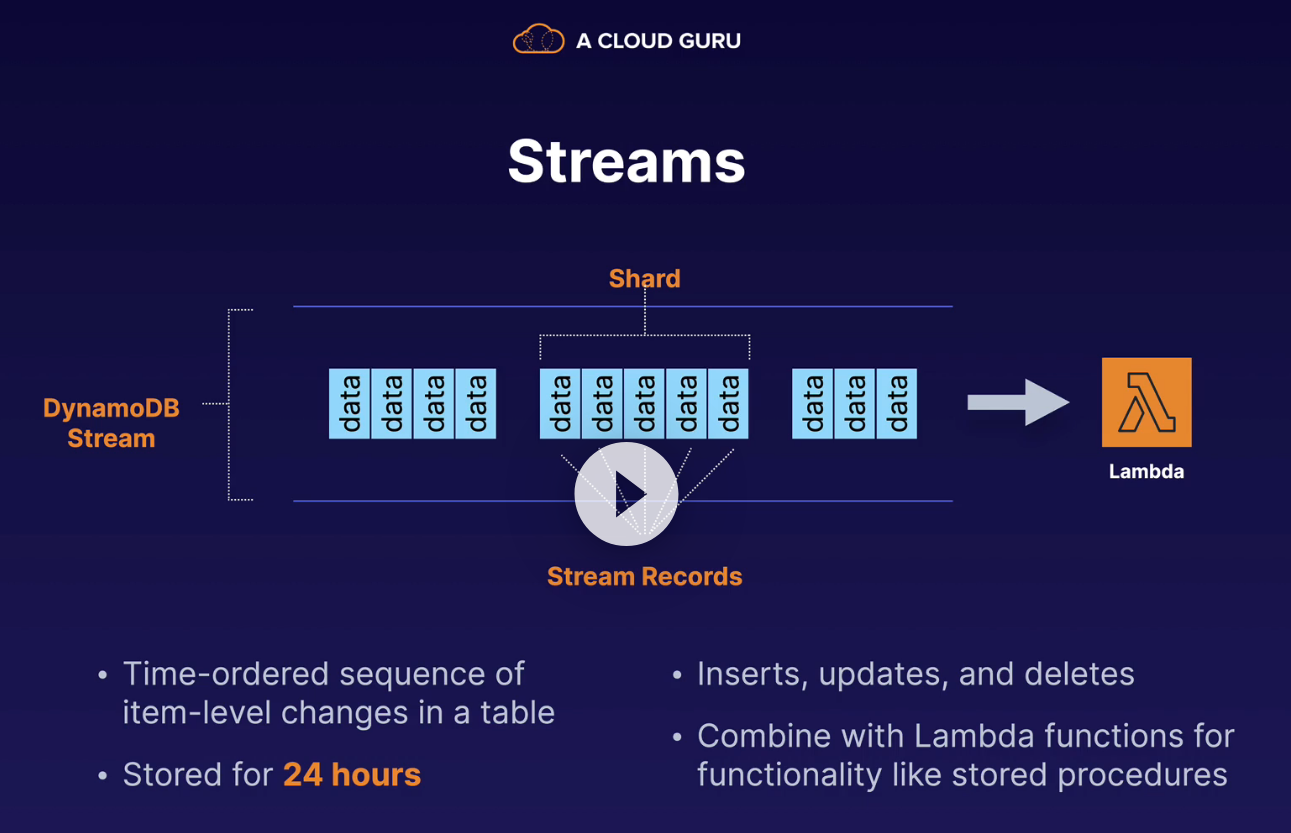 A CLOUD GURU
Streams
Shard
DynamoDB
Stream
data data data data data data data data data data data data
Lambda
Stream Records
• Time-ordered sequence of
item-level changes in a table
• Stored for 24 hours
• Inserts, updates, and deletes
• Combine with Lambda functions for
functionality like stored procedures